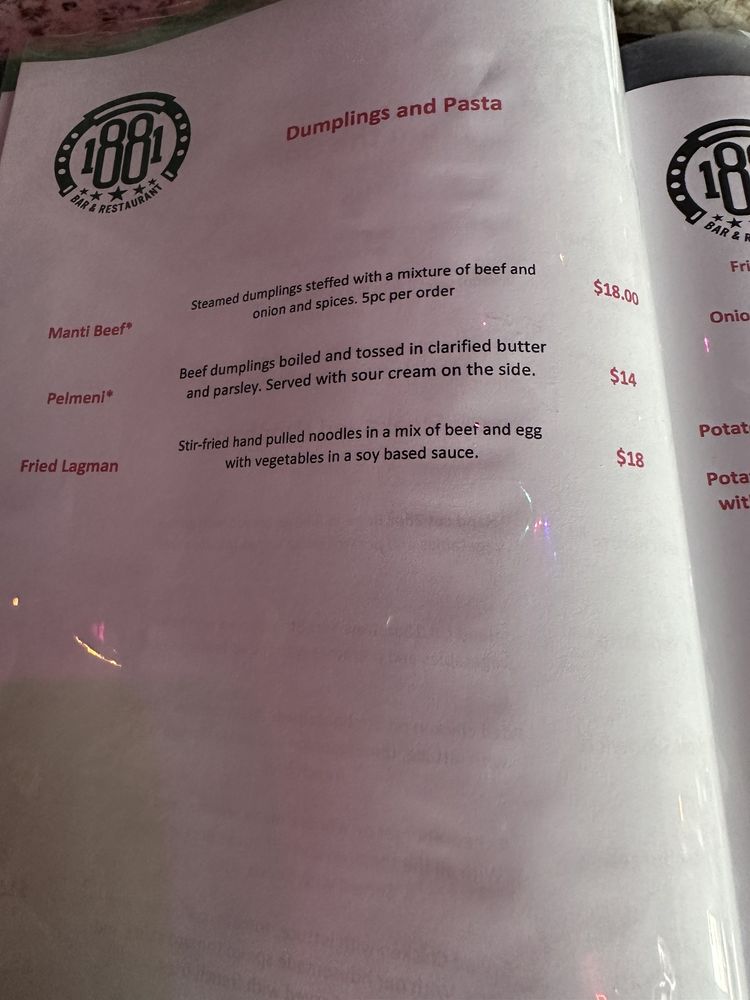 1881
BAR & RESTAURANT
Dumplings and Pasta
Manti Beef*
Steamed dumplings steffed with a mixture of beef and
onion and spices. 5pc per order
$18.00
Pelmeni*
Beef dumplings boiled and tossed in clarified butter
and parsley. Served with sour cream on the side.
$14
Fried Lagman
Stir-fried hand pulled noodles in a mix of beef and egg
with vegetables in a soy based sauce.
$18
BAR &